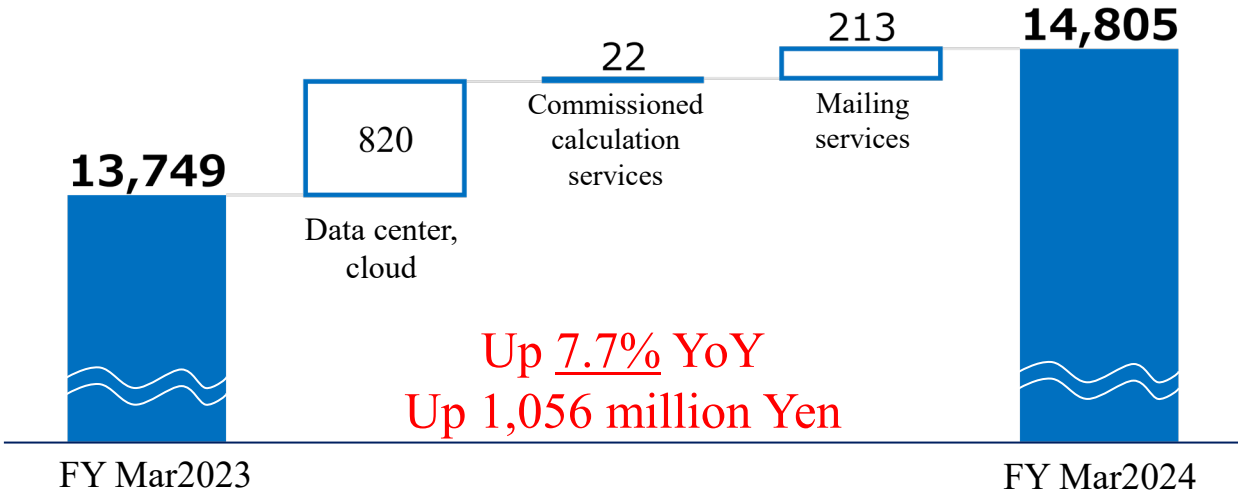 13,749
820
Data center,
cloud
22
Commissioned
calculation
services
213
Mailing
services
14,805
Up 7.7% YoY
Up 1,056 million Yen
FY Mar2023
FY Mar2024